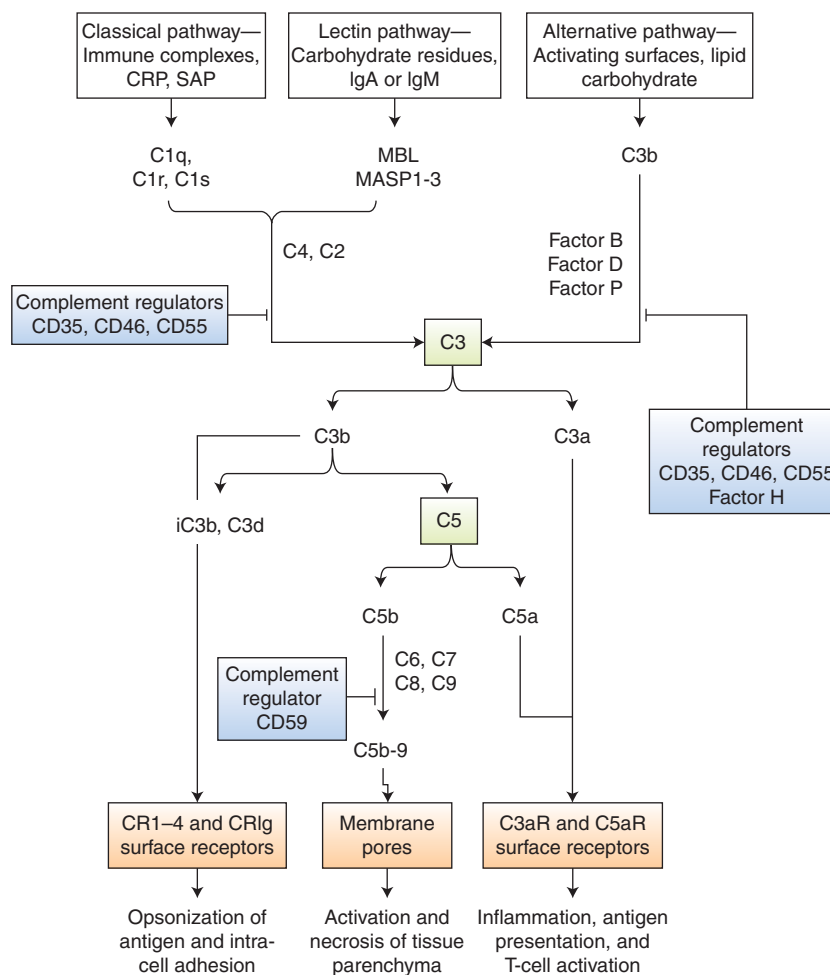 Classical pathway—
Immune complexes,
CRP, SAP
Lectin pathway—
Carbohydrate residues,
IgA or IgM
Alternative pathway—
Activating surfaces, lipid
carbohydrate
C1q,
C1r, C1s
MBL
MASP1-3
C3b
C4, C2
Factor B
Factor D
Factor P
Complement regulators
CD35, CD46, CD55
C3
C3b
C3a
Complement
regulators
CD35, CD46, CD55
Factor H
iC3b, C3d
C5
C5b
C5a
C6, C7
C8, C9
Complement
regulator
CD59
C5b-9
CR1–4 and CRIg
surface receptors
Membrane
pores
C3aR and C5aR
surface receptors
Opsonization of
antigen and intra-
cell adhesion
Activation and
necrosis of tissue
parenchyma
Inflammation, antigen
presentation, and
T-cell activation